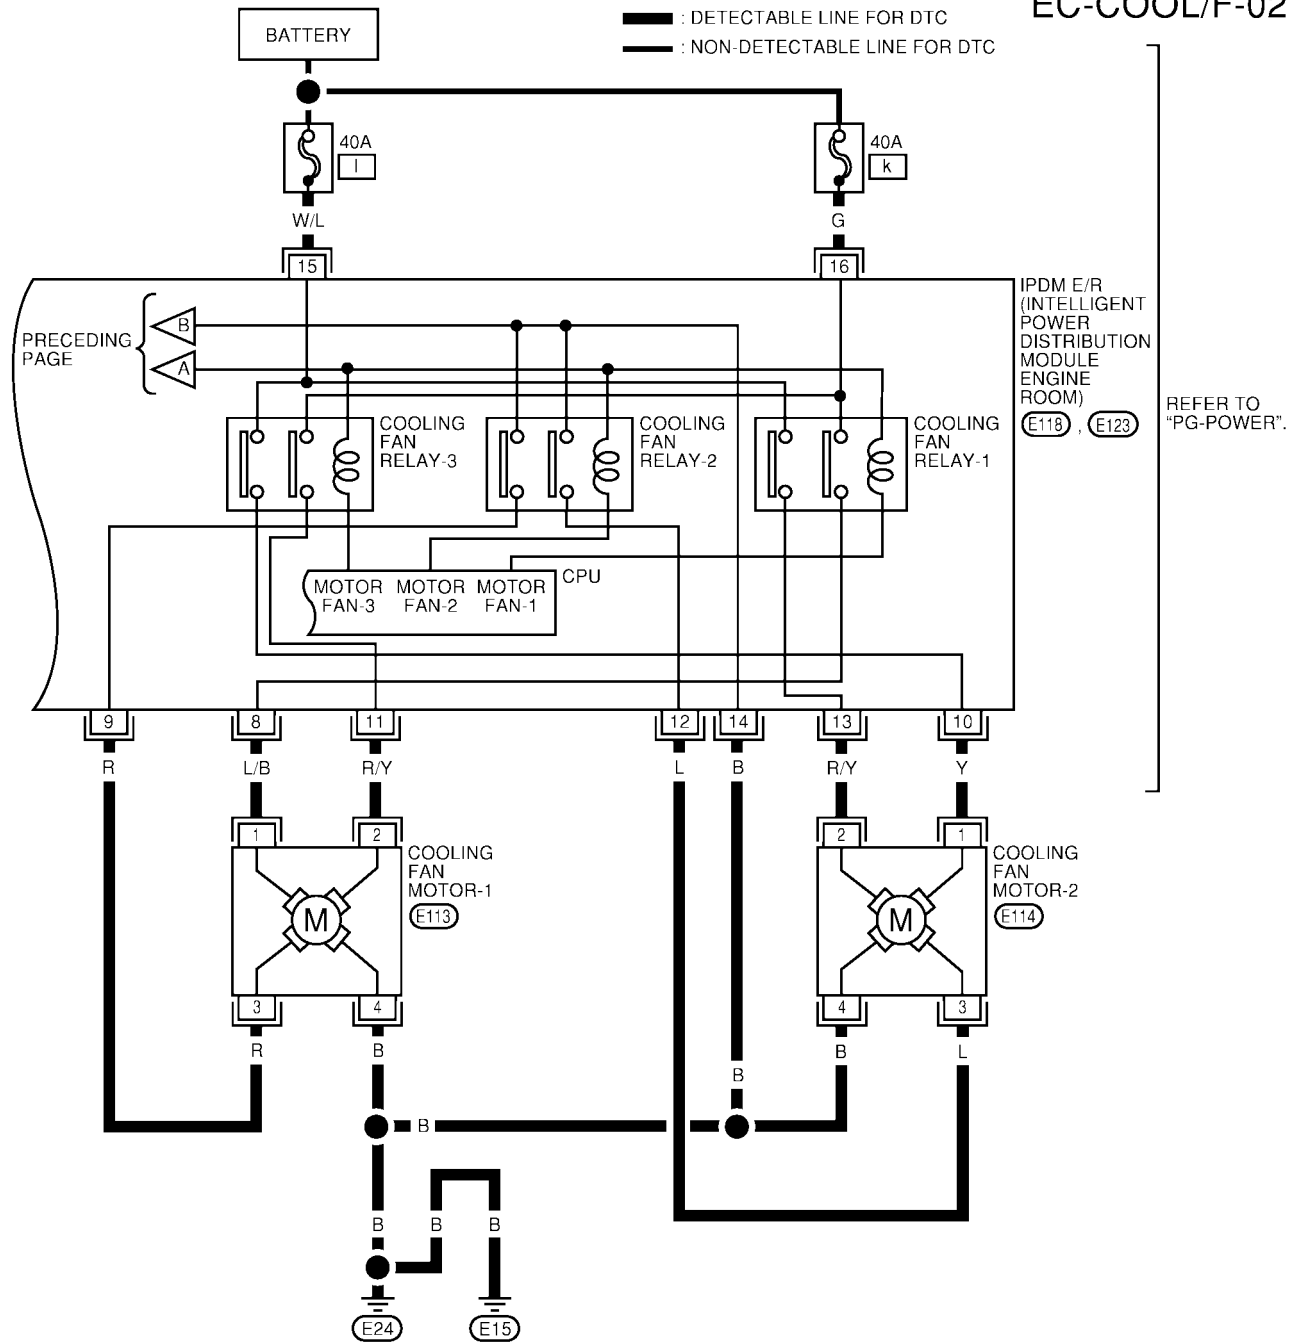 EC-COOL/F-02
: DETECTABLE LINE FOR DTC
: NON-DETECTABLE LINE FOR DTC
BATTERY
40A
l
40A
k
W/L
G
15
16
PRECEDING
PAGE
B
A
IPDM E/R
(INTELLIGENT
POWER
DISTRIBUTION
MODULE
ENGINE
ROOM)
E118 , E123
REFER TO
“PG-POWER”.
COOLING
FAN
RELAY-3
COOLING
FAN
RELAY-2
COOLING
FAN
RELAY-1
CPU
MOTOR
FAN-3
MOTOR
FAN-2
MOTOR
FAN-1
9
8
11
12
14
13
10
R
L/B
R/Y
L
B
R/Y
Y
1
2
2
1
COOLING
FAN
MOTOR-1
E113
M
COOLING
FAN
MOTOR-2
E114
M
3
4
4
3
R
B
B
L
B
B
B
B
B
E24
E15